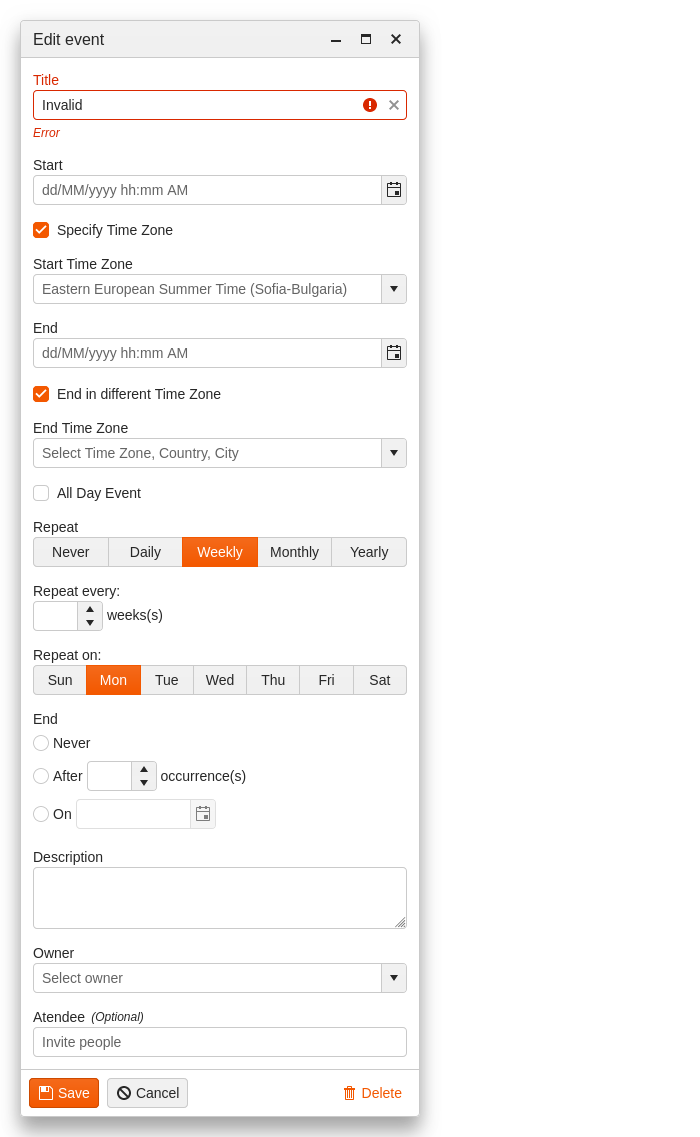 Edit event
Title
Invalid
Error
Start
dd/MM/yyyy hh:mm AM
Specify Time Zone
Start Time Zone
Eastern European Summer Time (Sofia-Bulgaria)
End
dd/MM/yyyy hh:mm AM
End in different Time Zone
End Time Zone
Select Time Zone, Country, City
All Day Event
Repeat
Never Daily Weekly Monthly Yearly
Repeat every:
weeks(s)
Repeat on:
Sun Mon Tue Wed Thu Fri Sat
End
Never
After occurrence(s)
On
Description
Owner
Select owner
Atendee (Optional)
Invite people
Save Cancel Delete